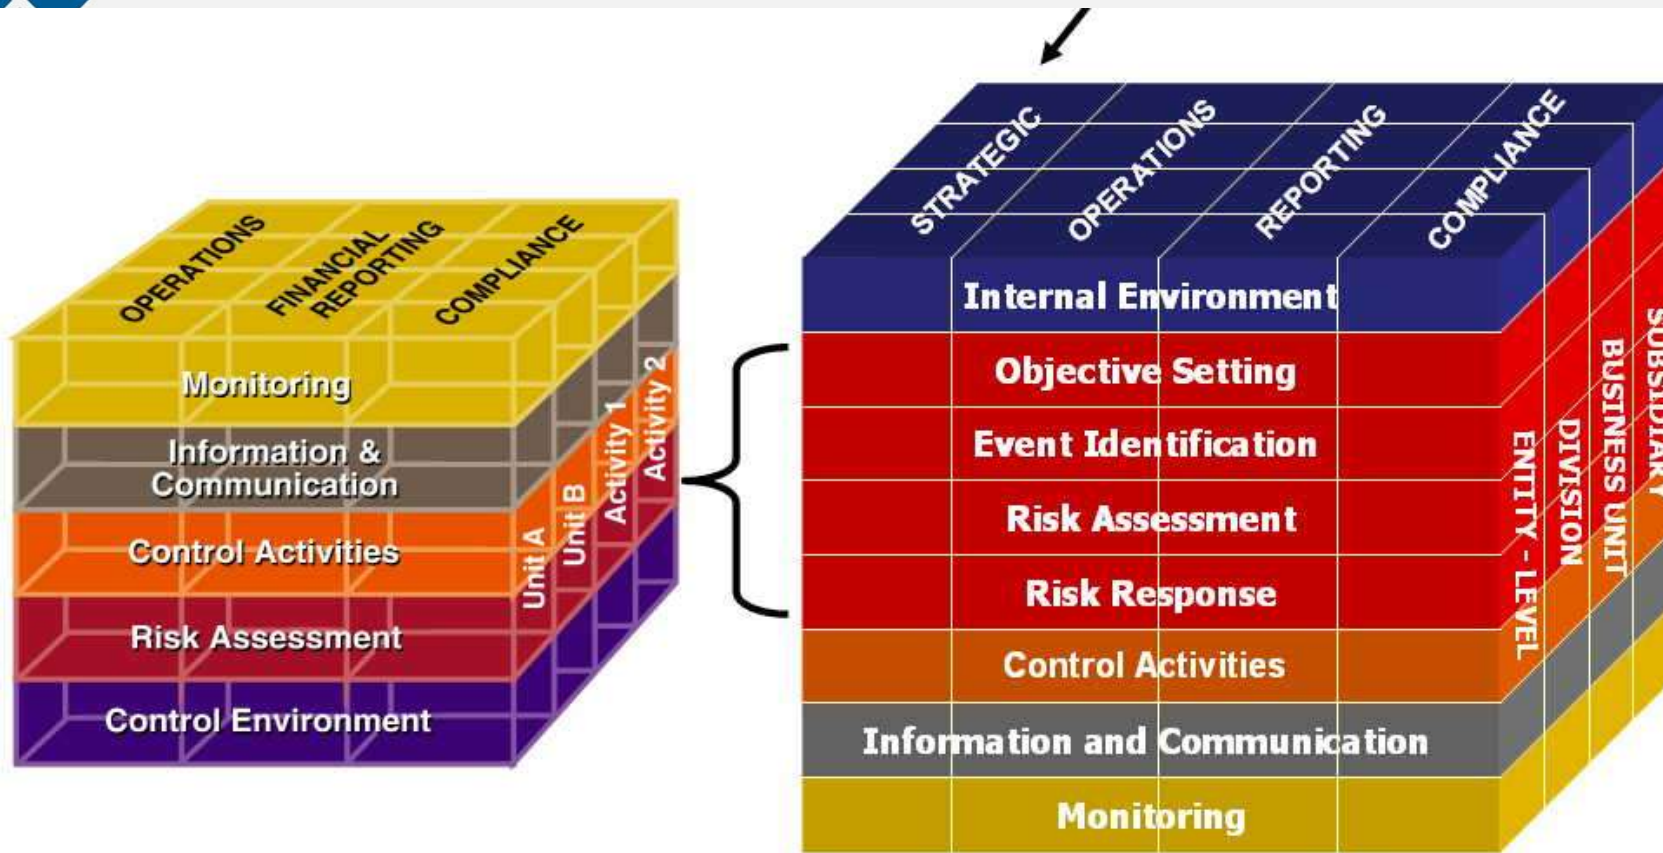 OPERATIONS
FINANCIAL
REPORTING
COMPLIANCE
Monitoring
Information &
Communication
Control Activities
Risk Assessment
Control Environment
Unit A
Unit B
Activity 1
Activity 2
STRATEGIC
OPERATIONS
REPORTING
COMPLIANCE
Internal Environment
Objective Setting
Event Identification
Risk Assessment
Risk Response
Control Activities
Information and Communication
Monitoring
ENTITY - LEVEL
DIVISION
BUSINESS UNIT
SUBSIDIARY